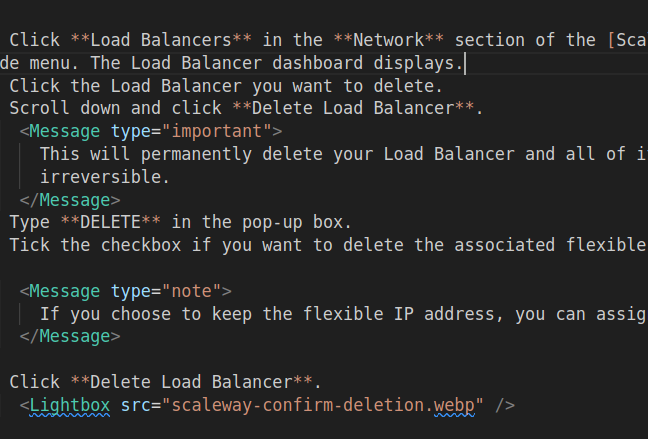 Click **Load Balancers** in the **Network** section of the [Sca
de menu. The Load Balancer dashboard displays.
Click the Load Balancer you want to delete.
Scroll down and click **Delete Load Balancer**.
<Message type="important">
This will permanently delete your Load Balancer and all of it
irreversible.
</Message>
Type **DELETE** in the pop-up box.
Tick the checkbox if you want to delete the associated flexible
<Message type="note">
If you choose to keep the flexible IP address, you can assig
</Message>
Click **Delete Load Balancer**.
<Lightbox src="scaleway-confirm-deletion.webp" />